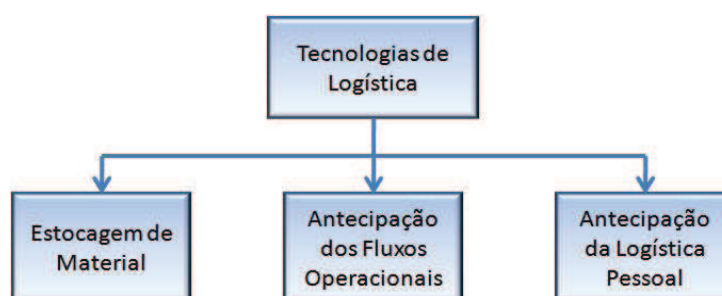 Tecnologias de
Logística
Estocagem de
Material
Antecipação
dos Fluxos
Operacionais
Antecipação
da Logística
Pessoal